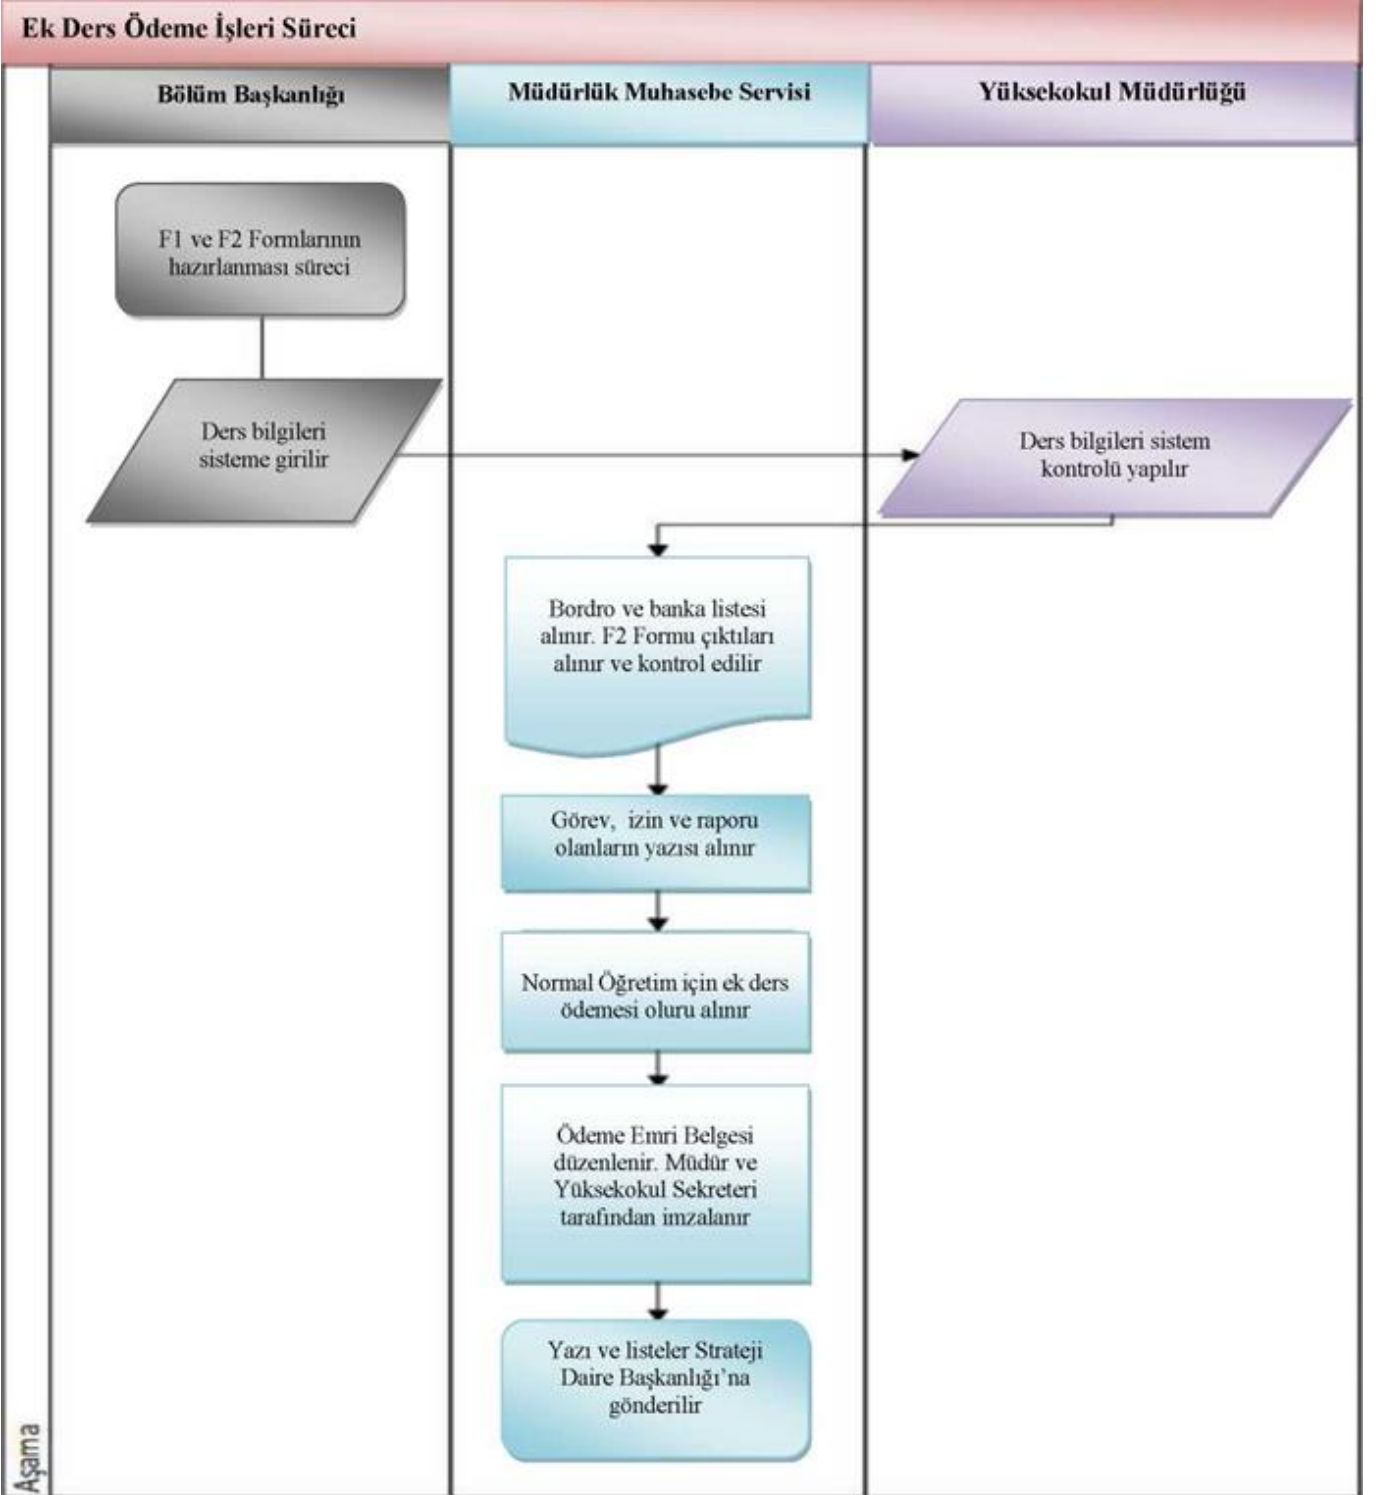 Ek Ders Ödeme İşleri Süreci
Bölüm Başkanlığı
Müdürlük Muhasebe Servisi
Yüksekokul Müdürlüğü
F1 ve F2 Formlarının
hazırlanması süreci
Ders bilgileri
sisteme girilir
Ders bilgileri sistem
kontrolü yapılır
Bordro ve banka listesi
alınır. F2 Formu çıktıları
alınır ve kontrol edilir
Görev, izin ve raporu
olanların yazısı alınır
Normal Öğretim için ek ders
ödemesi oluru alınır
Ödeme Emri Belgesi
düzenlenir. Müdür ve
Yüksekokul Sekreteri
tarafından imzalanır
Yazı ve listeler Strateji
Daire Başkanlığı’na
gönderilir
Aşama